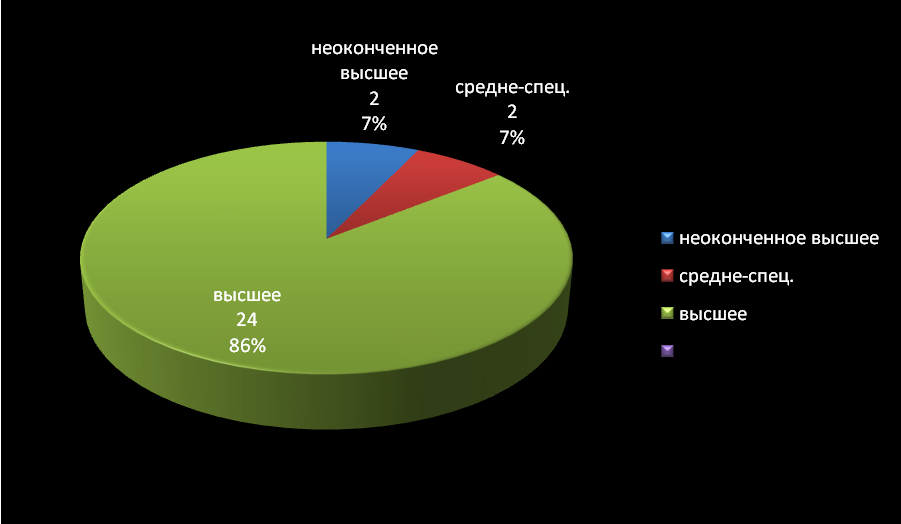 неоконченное
высшее
2
7%
средне-спец.
2
7%
высшее
24
86%
неоконченное высшее
средне-спец.
высшее